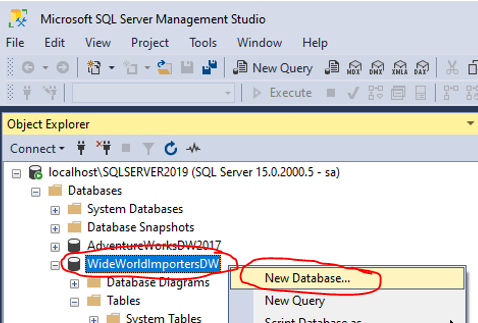 Microsoft SQL Server Management Studio
File Edit View Project Tools Window Help
New Query MDX DMX XMLA DAX
Execute
Object Explorer
Connect
localhost\SQLSERVER2019 (SQL Server 15.0.2000.5 - sa)
Databases
System Databases
Database Snapshots
AdventureWorksDW2017
WideWorldImportersDW
New Database...
Database Diagrams
New Query
Tables
Script Database as
System Tables